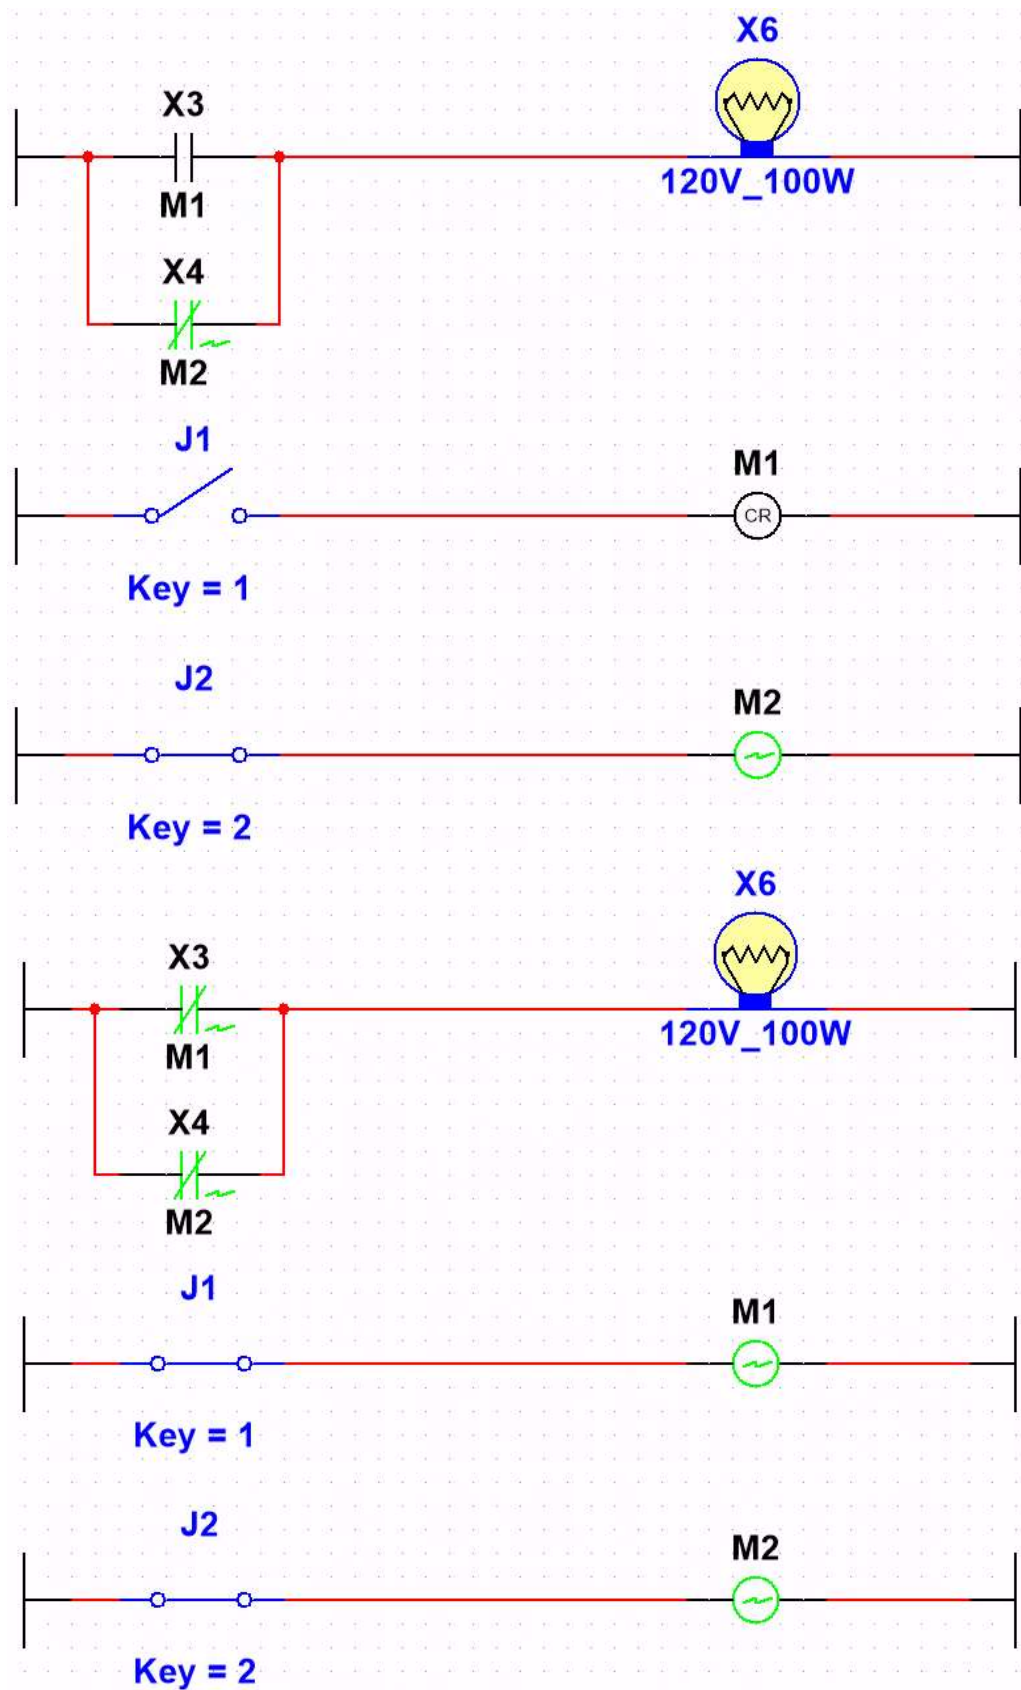 X6
X3
120V_100W
M1
X4
M2
J1
M1
CR
Key = 1
J2
M2
Key = 2
X6
X3
120V_100W
M1
X4
M2
J1
M1
Key = 1
J2
M2
Key = 2